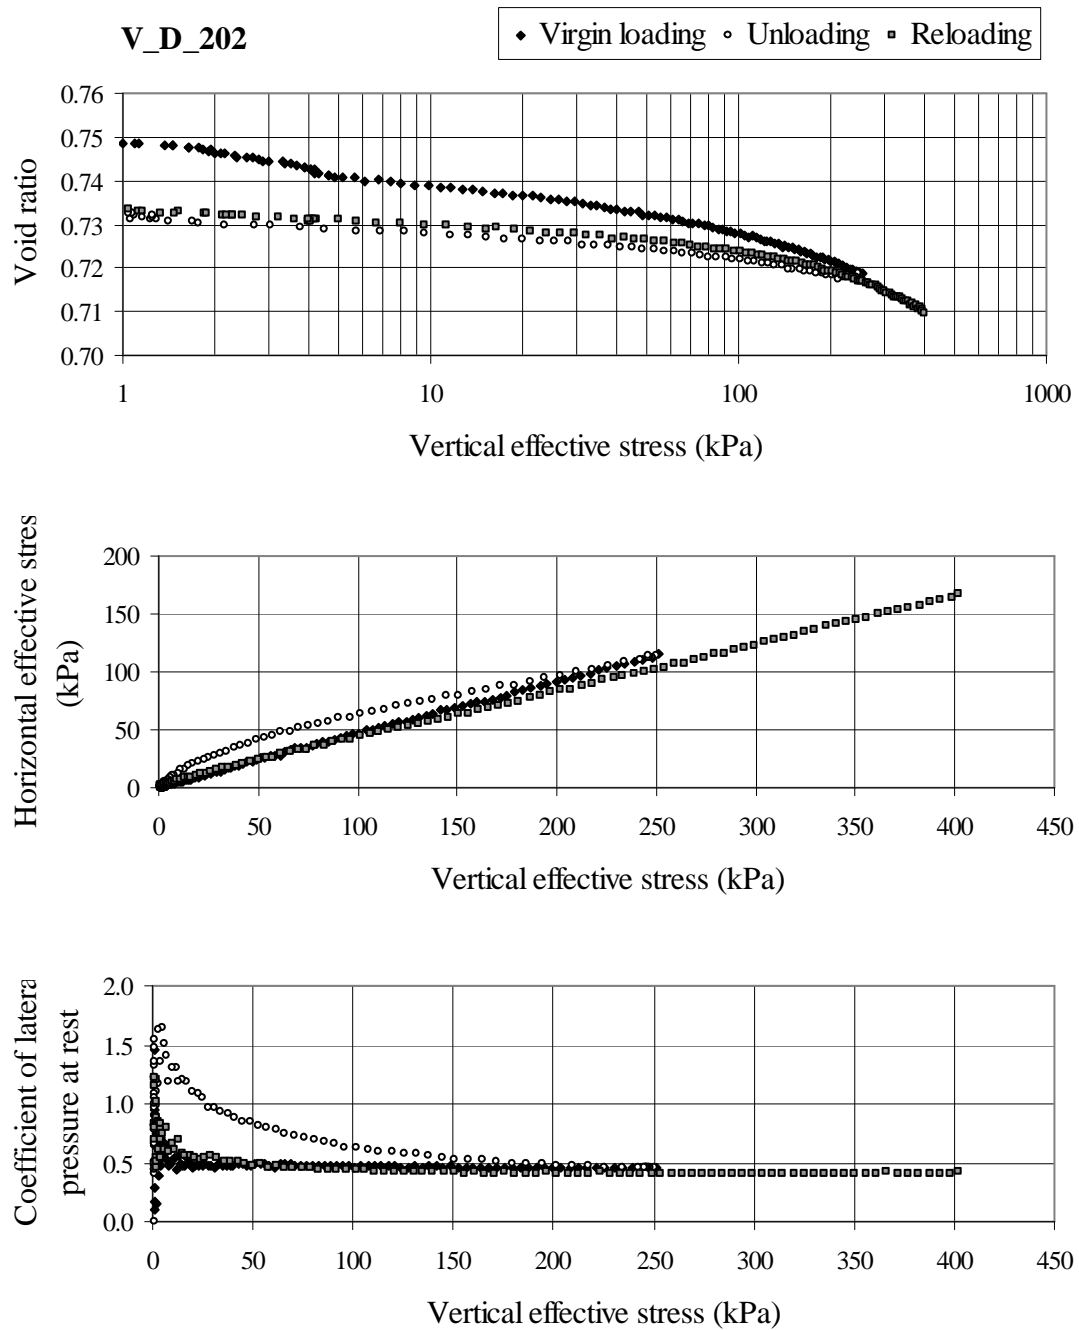 V_D_202
Virgin loading Unloading Reloading
0.76
0.75
0.74
0.73
0.72
0.71
0.70
Void ratio
1 10 100 1000
Vertical effective stress (kPa)
200
150
100
50
0
Horizontal effective stres
(kPa)
0 50 100 150 200 250 300 350 400 450
Vertical effective stress (kPa)
2.0
1.5
1.0
0.5
0.0
Coefficient of latera
pressure at rest
0 50 100 150 200 250 300 350 400 450
Vertical effective stress (kPa)